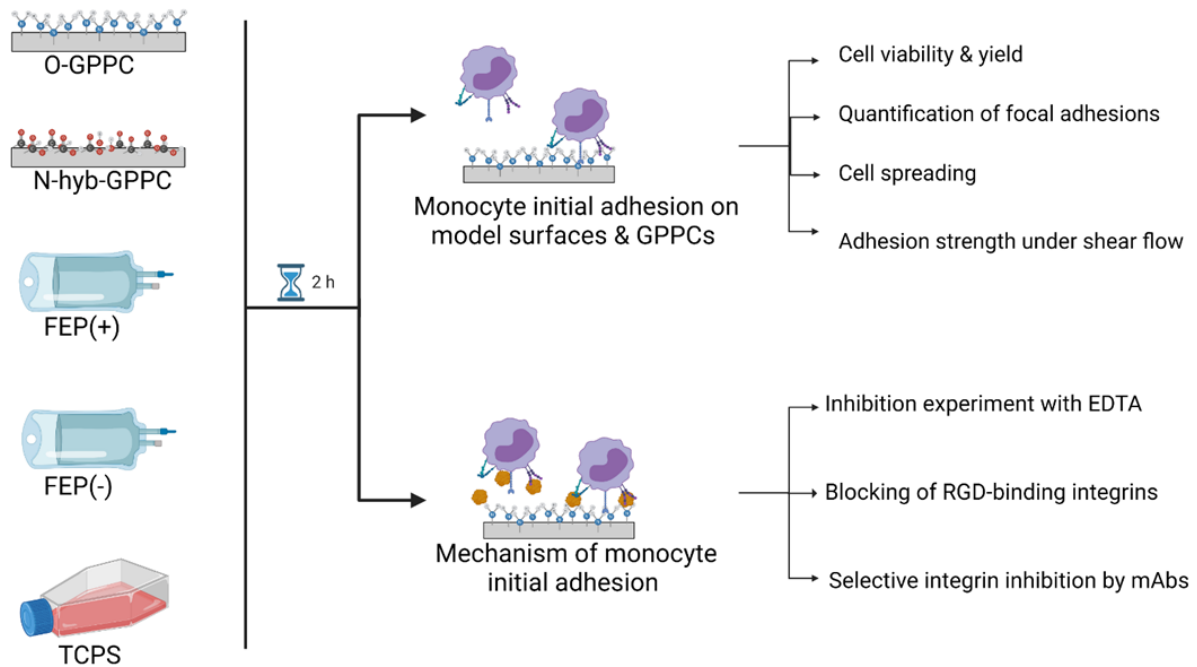 O-GPPC
N-hyb-GPPC
FEP(+)
FEP(-)
TCPS
2 h
Monocyte initial adhesion on
model surfaces & GPPCs
Cell viability & yield
Quantification of focal adhesions
Cell spreading
Adhesion strength under shear flow
Mechanism of monocyte
initial adhesion
Inhibition experiment with EDTA
Blocking of RGD-binding integrins
Selective integrin inhibition by mAbs